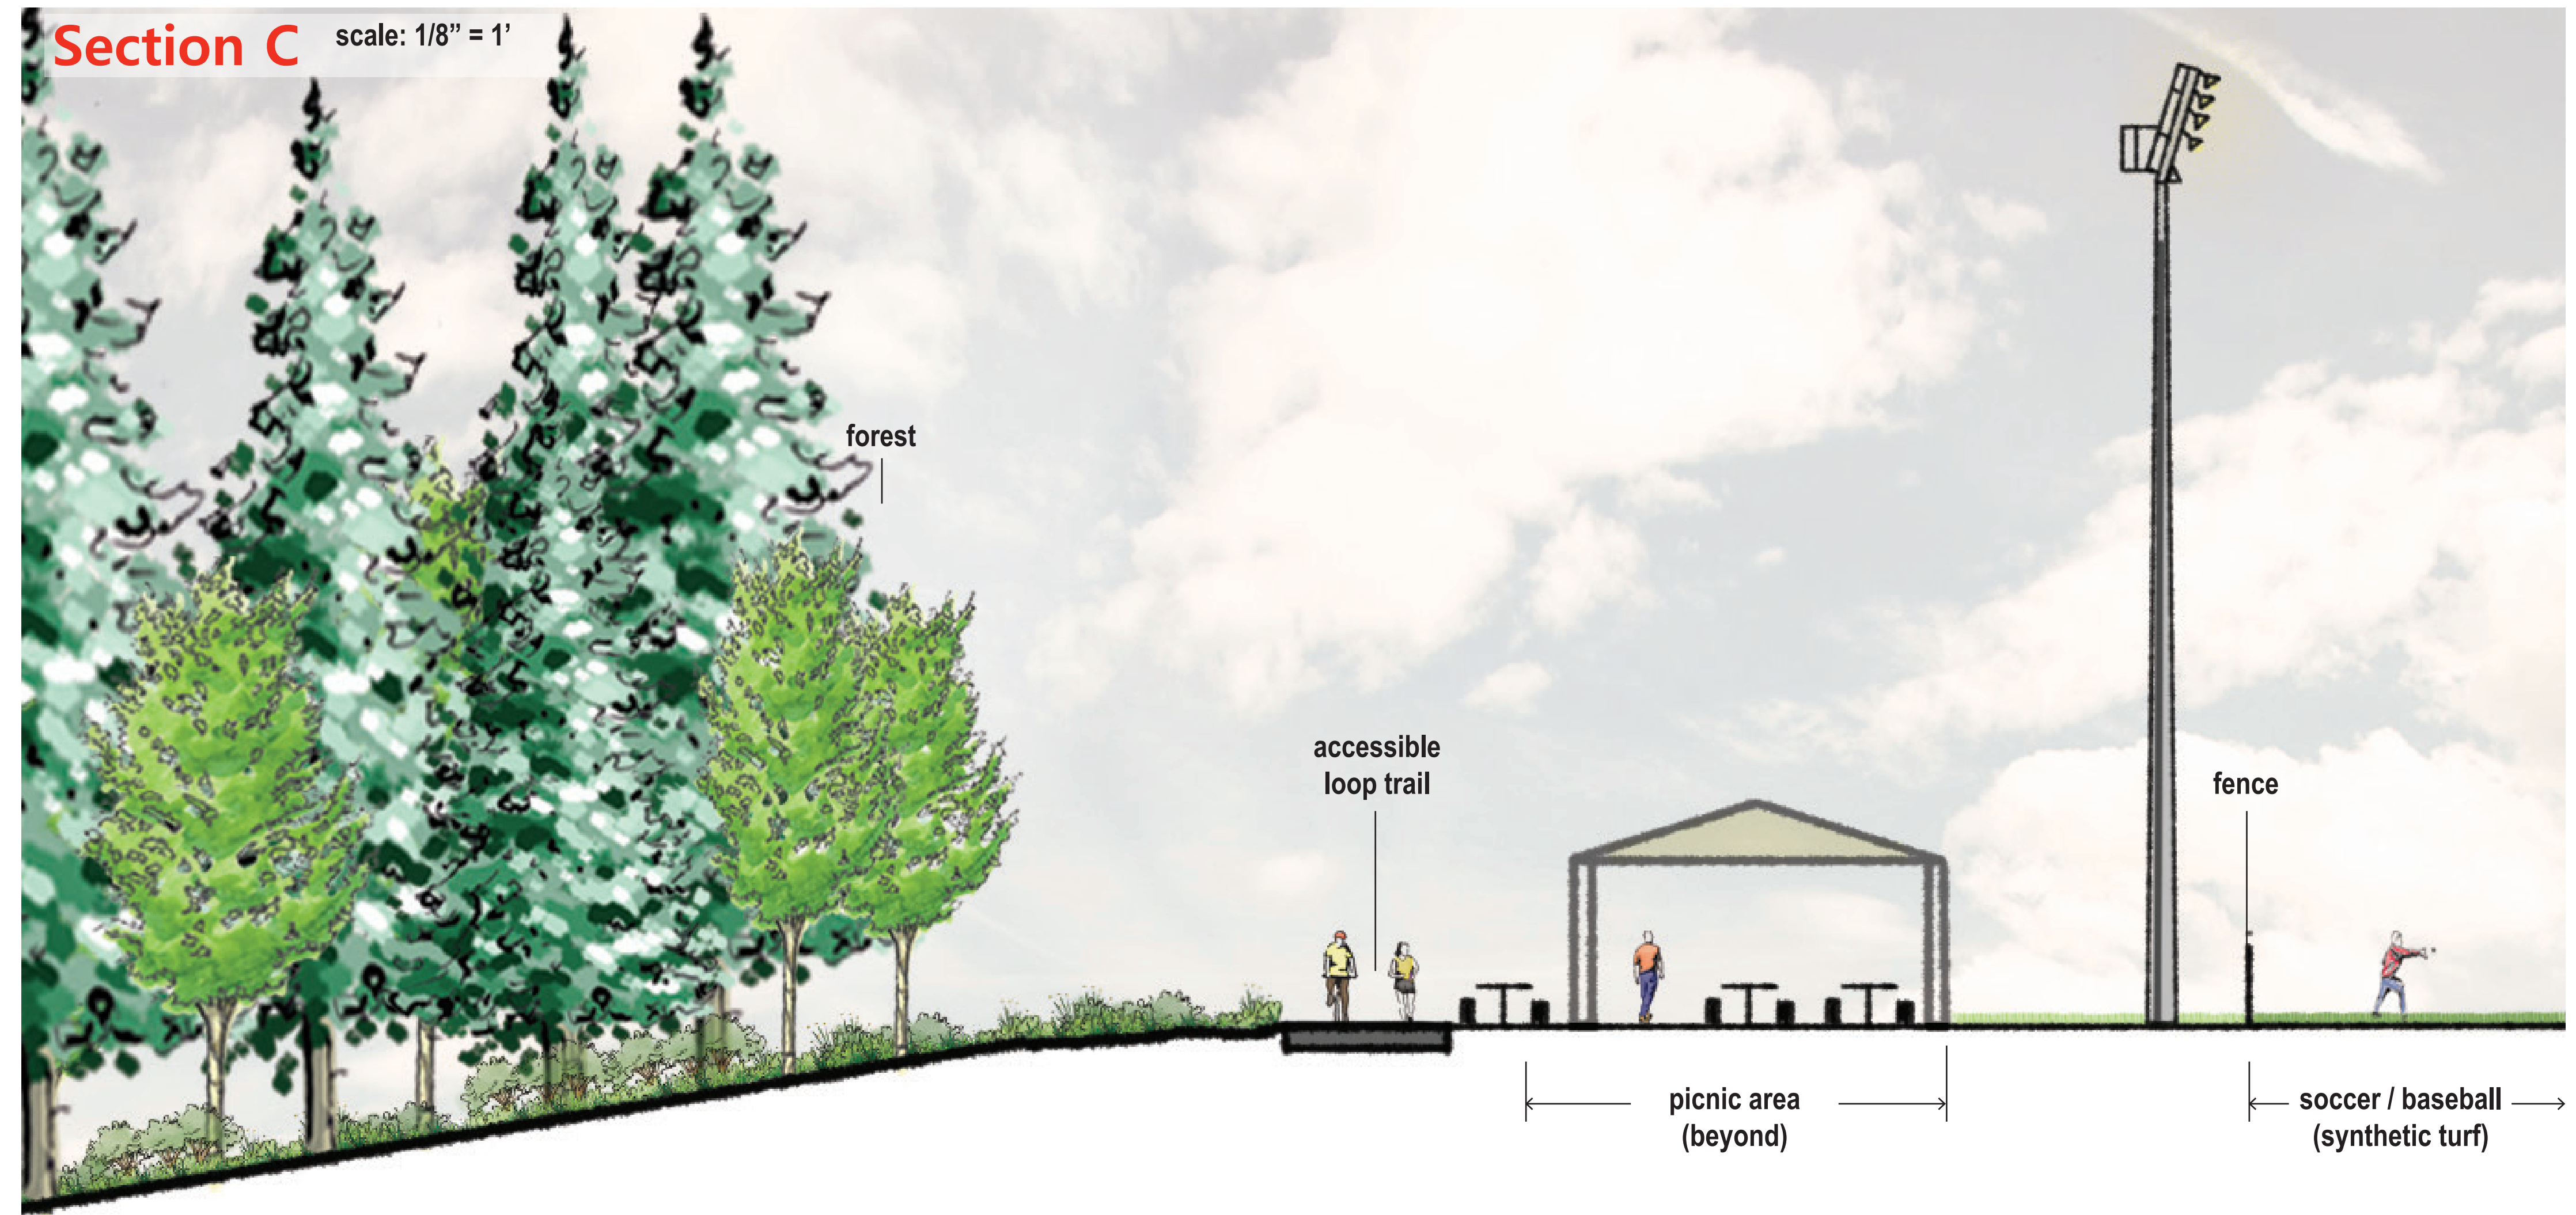 Section C
scale: 1/8” = 1’
forest
accessible
loop trail
fence
picnic area
(beyond)
soccer / baseball
(synthetic turf)